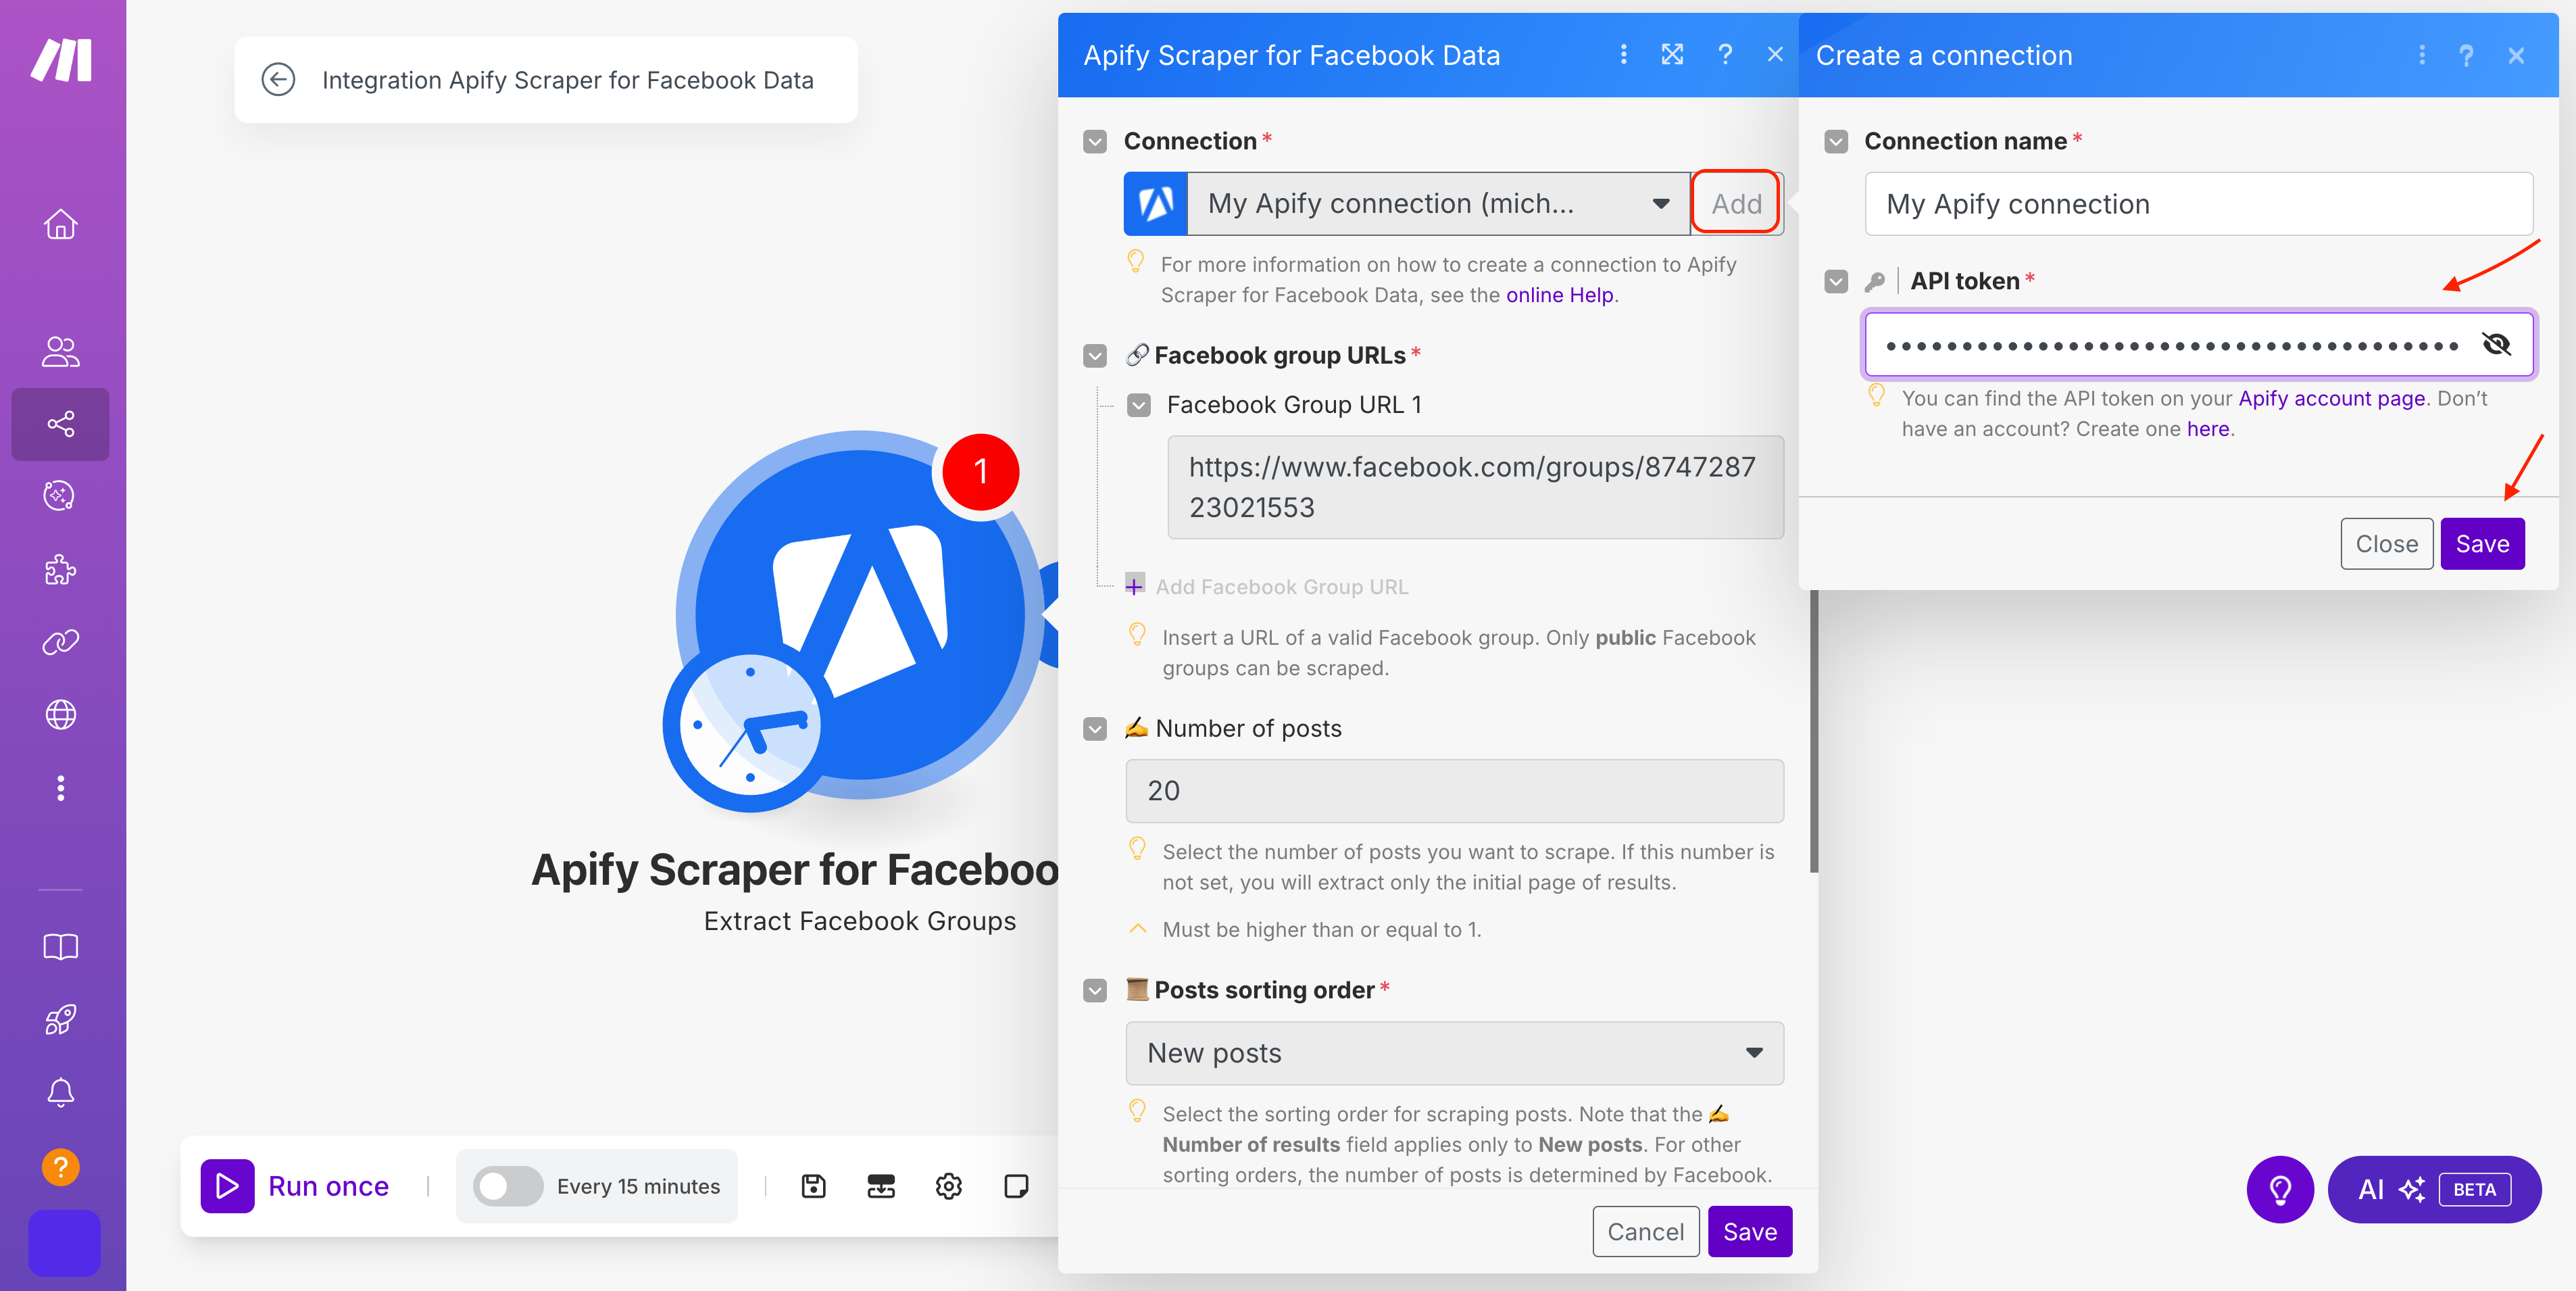 Integration Apify Scraper for Facebook Data
1
Apify Scraper for Faceboo
Extract Facebook Groups
Run once
Every 15 minutes
?
Apify Scraper for Facebook Data
?
Connection *
My Apify connection (mich...
Add
For more information on how to create a connection to Apify
Scraper for Facebook Data, see the online Help.
Facebook group URLs *
Facebook Group URL 1
https://www.facebook.com/groups/8747287
23021553
Add Facebook Group URL
Insert a URL of a valid Facebook group. Only public Facebook
groups can be scraped.
Number of posts
20
Select the number of posts you want to scrape. If this number is
not set, you will extract only the initial page of results.
Must be higher than or equal to 1.
Posts sorting order *
New posts
Select the sorting order for scraping posts. Note that the ✍
Number of results field applies only to New posts. For other
sorting orders, the number of posts is determined by Facebook.
Cancel
Save
Create a connection
?
Connection name *
My Apify connection
API token *
You can find the API token on your Apify account page. Don’t
have an account? Create one here.
Close
Save
AI
BETA